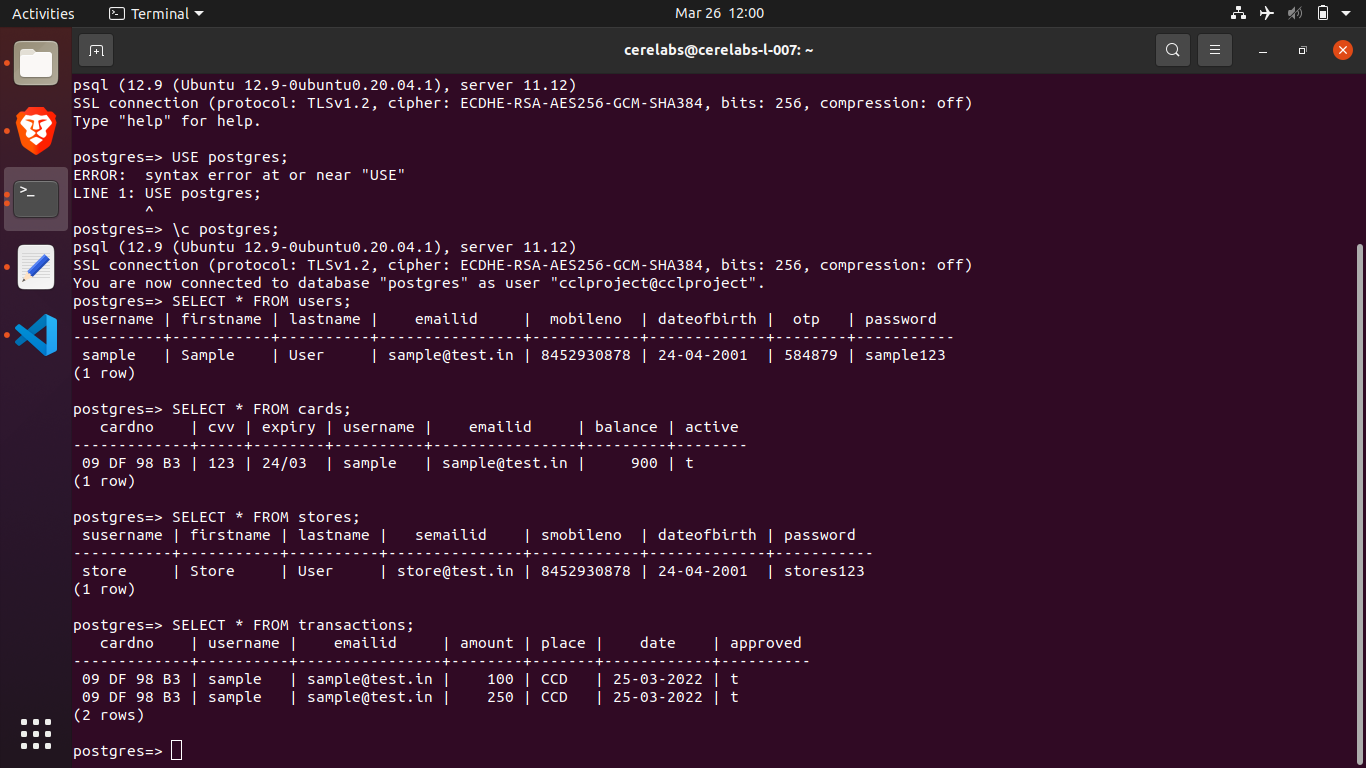 Activities Terminal Mar 26 12:00
cerelabs@cerelabs-l-007: ~
psql (12.9 (Ubuntu 12.9-0ubuntu0.20.04.1), server 11.12)
SSL connection (protocol: TLSv1.2, cipher: ECDHE-RSA-AES256-GCM-SHA384, bits: 256, compression: off)
Type "help" for help.

postgres=> USE postgres;
ERROR:  syntax error at or near "USE"
LINE 1: USE postgres;
        ^
postgres=> \c postgres;
psql (12.9 (Ubuntu 12.9-0ubuntu0.20.04.1), server 11.12)
SSL connection (protocol: TLSv1.2, cipher: ECDHE-RSA-AES256-GCM-SHA384, bits: 256, compression: off)
You are now connected to database "postgres" as user "cclproject@cclproject".
postgres=> SELECT * FROM users;
 username | firstname | lastname |    emailid     |  mobileno  | dateofbirth |  otp   | password  
----------+-----------+----------+----------------+------------+-------------+--------+-----------
 sample   | Sample    | User     | sample@test.in | 8452930878 | 24-04-2001  | 584879 | sample123
(1 row)

postgres=> SELECT * FROM cards;
   cardno    | cvv | expiry | username |    emailid     | balance | active 
-------------+-----+--------+----------+----------------+---------+--------
 09 DF 98 B3 | 123 | 24/03  | sample   | sample@test.in |     900 | t
(1 row)

postgres=> SELECT * FROM stores;
 susername | firstname | lastname |   semailid    | smobileno  | dateofbirth | password  
-----------+-----------+----------+---------------+------------+-------------+-----------
 store     | Store     | User     | store@test.in | 8452930878 | 24-04-2001  | stores123
(1 row)

postgres=> SELECT * FROM transactions;
   cardno    | username |    emailid     | amount | place |    date    | approved 
-------------+----------+----------------+--------+-------+------------+----------
 09 DF 98 B3 | sample   | sample@test.in |    100 | CCD   | 25-03-2022 | t
 09 DF 98 B3 | sample   | sample@test.in |    250 | CCD   | 25-03-2022 | t
(2 rows)

postgres=>